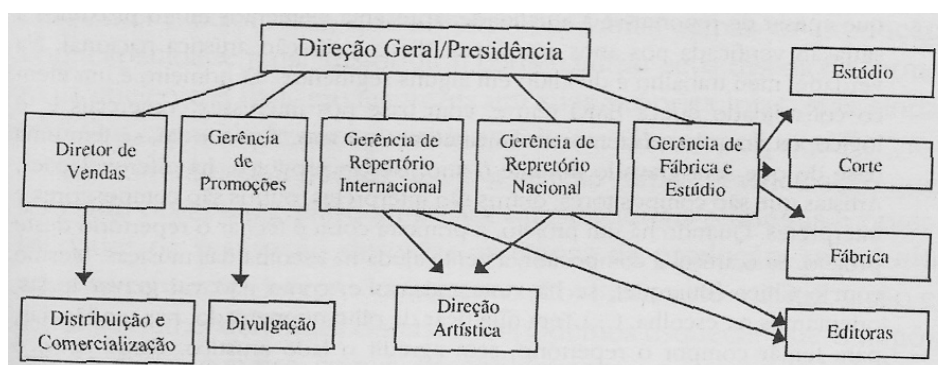 Direção Geral/Presidência
Estúdio
Diretor de
Vendas
Gerência
de
Promoções
Gerência de
Repertório
Internacional
Gerência de
Repretório
Nacional
Gerência de
Fábrica e
Estúdio
Corte
Fábrica
Distribuição e
Comercialização
Divulgação
Direção
Artística
Editoras